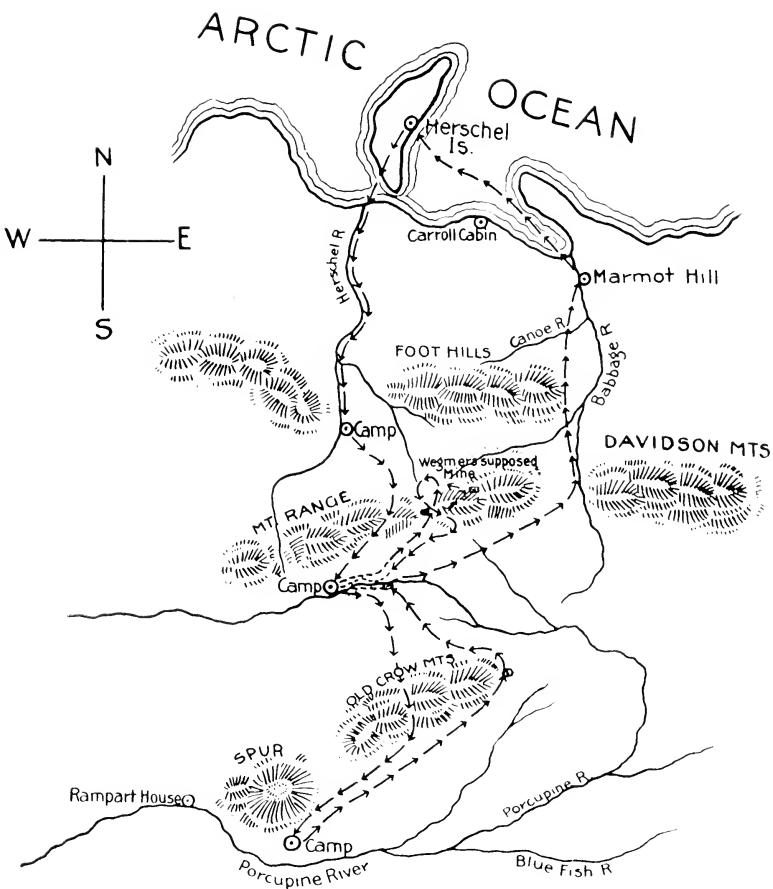 ARCTIC
OCEAN
Herschel
Is.
N
W
E
S
Carroll Cabin
Herschel R
Marmot Hill
Canoe R
Babbage R
FOOT HILLS
Camp
Wegmers supposed
Mine
DAVIDSON MTS
MT. RANGE
Camp
OLD CROW MTS
SPUR
Rampart House
Camp
Porcupine R.
Porcupine River
Blue Fish R